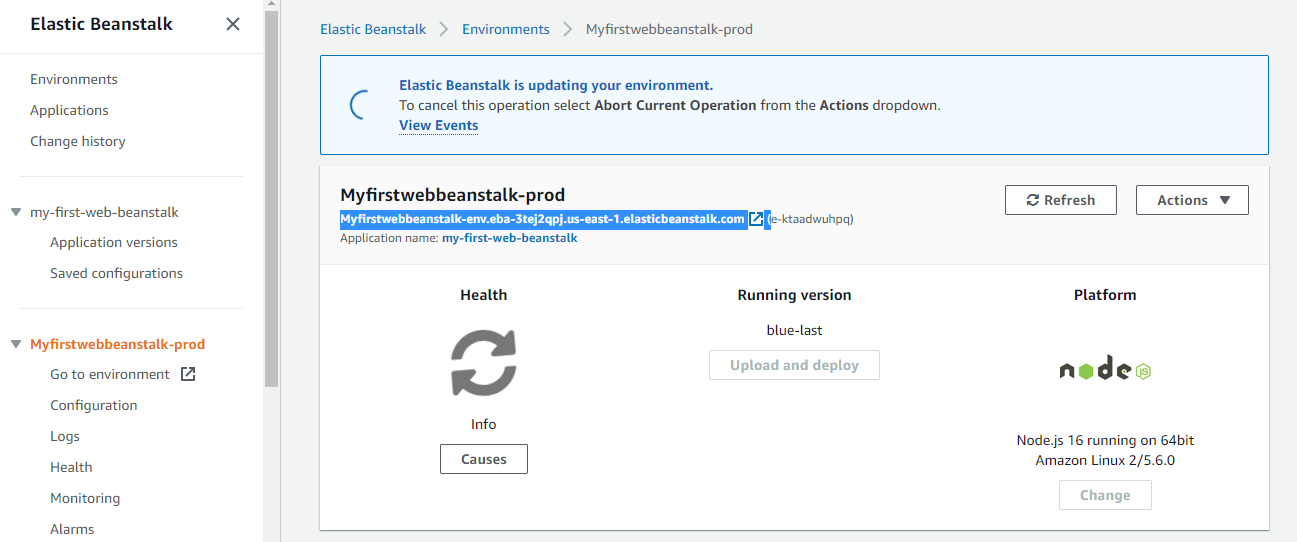 Elastic Beanstalk
Environments
Applications
Change history
my-first-web-beanstalk
Application versions
Saved configurations
Myfirstwebbeanstalk-prod
Go to environment
Configuration
Logs
Health
Monitoring
Alarms
Elastic Beanstalk > Environments > Myfirstwebbeanstalk-prod
Elastic Beanstalk is updating your environment.
To cancel this operation select Abort Current Operation from the Actions dropdown.
View Events
Myfirstwebbeanstalk-prod
Myfirstwebbeanstalk-env.eba-3tej2qpj.us-east-1.elasticbeanstalk.com (e-ktaadwuhpq)
Application name: my-first-web-beanstalk
Refresh
Actions
Health
Info
Causes
Running version
blue-last
Upload and deploy
Platform
node JS
Node.js 16 running on 64bit
Amazon Linux 2/5.6.0
Change